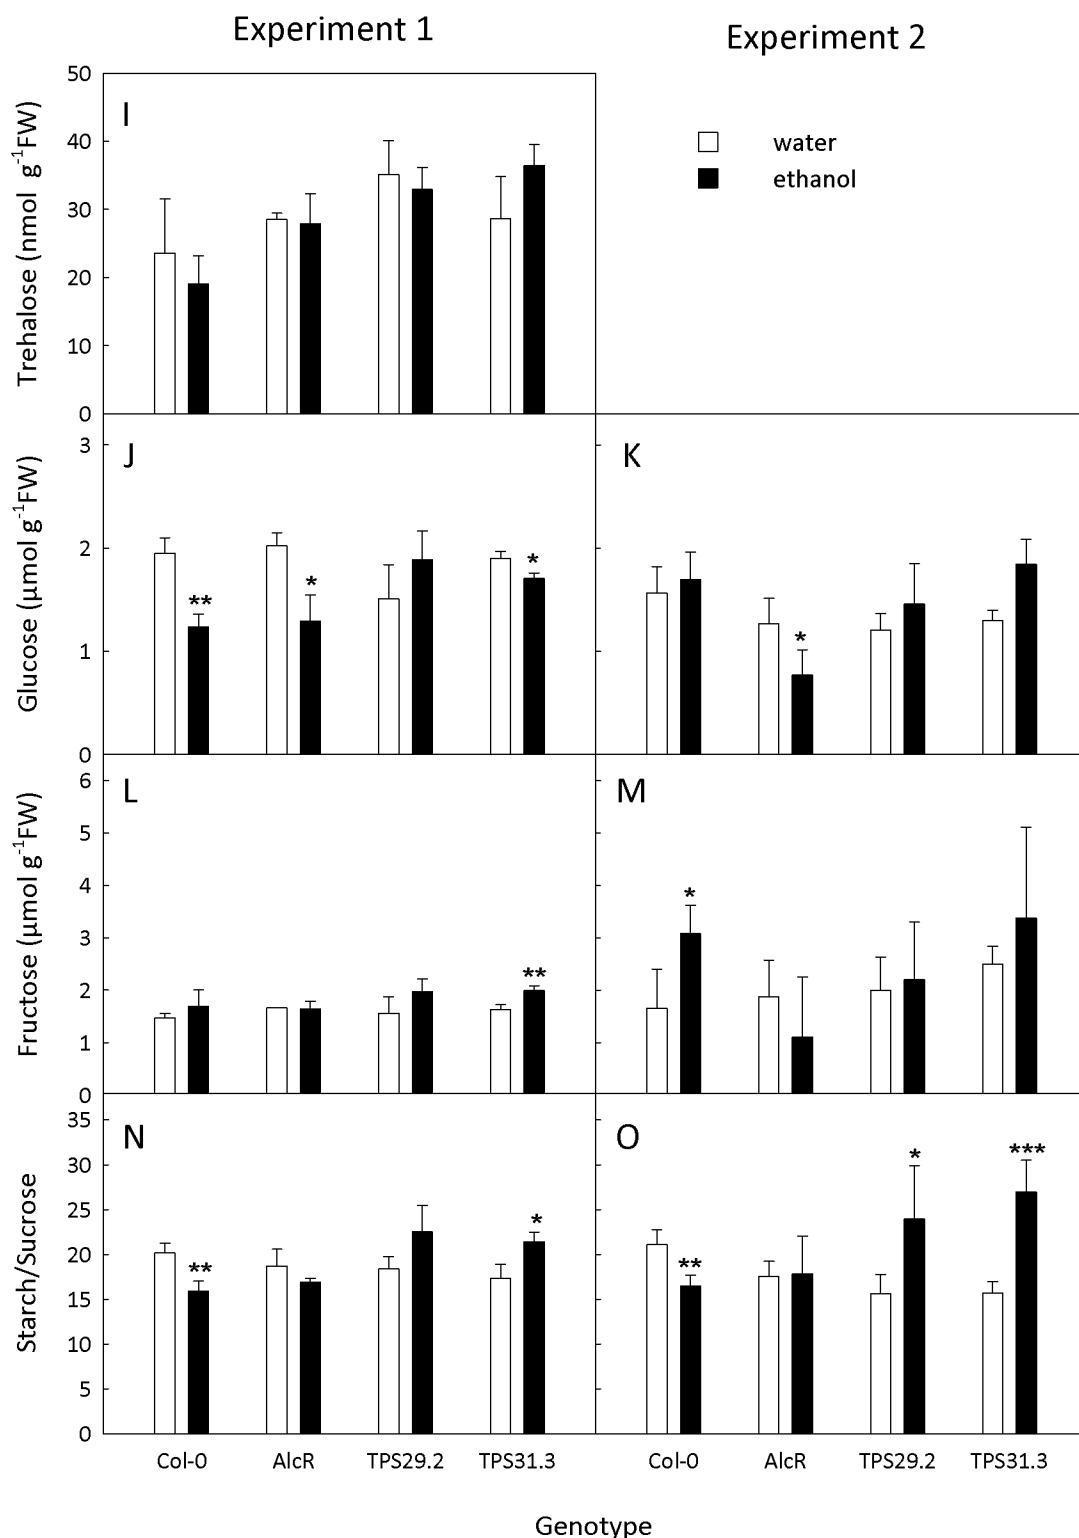 Experiment 1
Experiment 2
Trehalose (nmol g⁻¹FW)
50
40
30
20
10
0
I
water
ethanol
Glucose (µmol g⁻¹FW)
3
2
1
0
J
**
*
*
K
*
Fructose (µmol g⁻¹FW)
6
5
4
3
2
1
0
L
**
M
*
Starch/Sucrose
35
30
25
20
15
10
5
0
N
**
*
O
**
*
***
Col-0 AlcR TPS29.2 TPS31.3 Col-0 AlcR TPS29.2 TPS31.3
Genotype